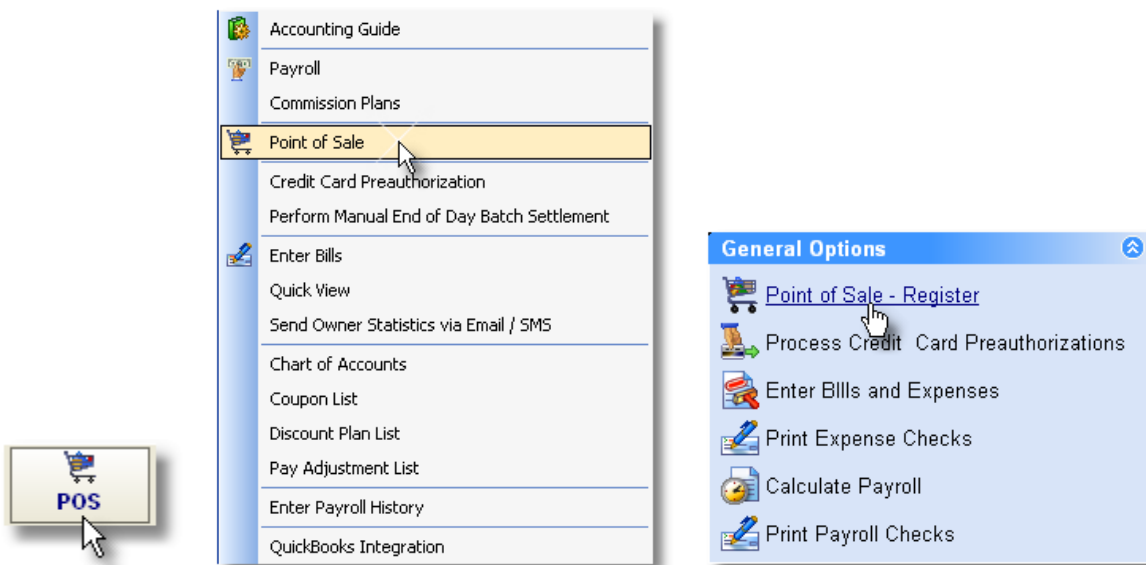 Accounting Guide
Payroll
Commission Plans
Point of Sale
Credit Card Preauthorization
Perform Manual End of Day Batch Settlement
Enter Bills
Quick View
Send Owner Statistics via Email / SMS
Chart of Accounts
Coupon List
Discount Plan List
Pay Adjustment List
Enter Payroll History
QuickBooks Integration
POS
General Options
Point of Sale - Register
Process Credit Card Preauthorizations
Enter BIlls and Expenses
Print Expense Checks
Calculate Payroll
Print Payroll Checks